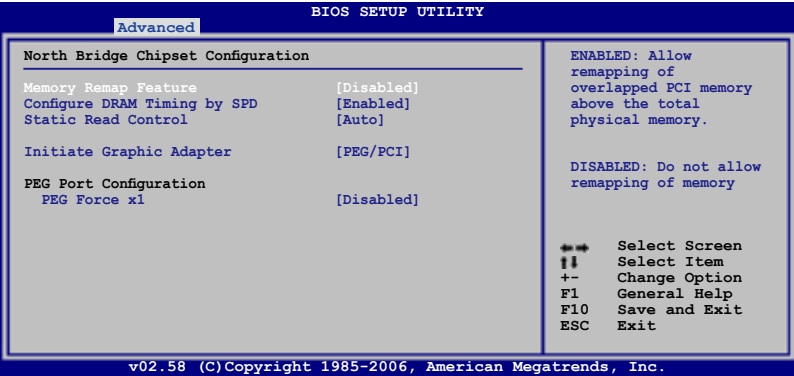 BIOS SETUP UTILITY
Advanced
North Bridge Chipset Configuration
Memory Remap Feature [Disabled]
Configure DRAM Timing by SPD [Enabled]
Static Read Control [Auto]
Initiate Graphic Adapter [PEG/PCI]
PEG Port Configuration
PEG Force x1 [Disabled]
ENABLED: Allow
remapping of
overlapped PCI memory
above the total
physical memory.
DISABLED: Do not allow
remapping of memory
←→ Select Screen
↑↓ Select Item
+- Change Option
F1 General Help
F10 Save and Exit
ESC Exit
v02.58 (C)Copyright 1985-2006, American Megatrends, Inc.